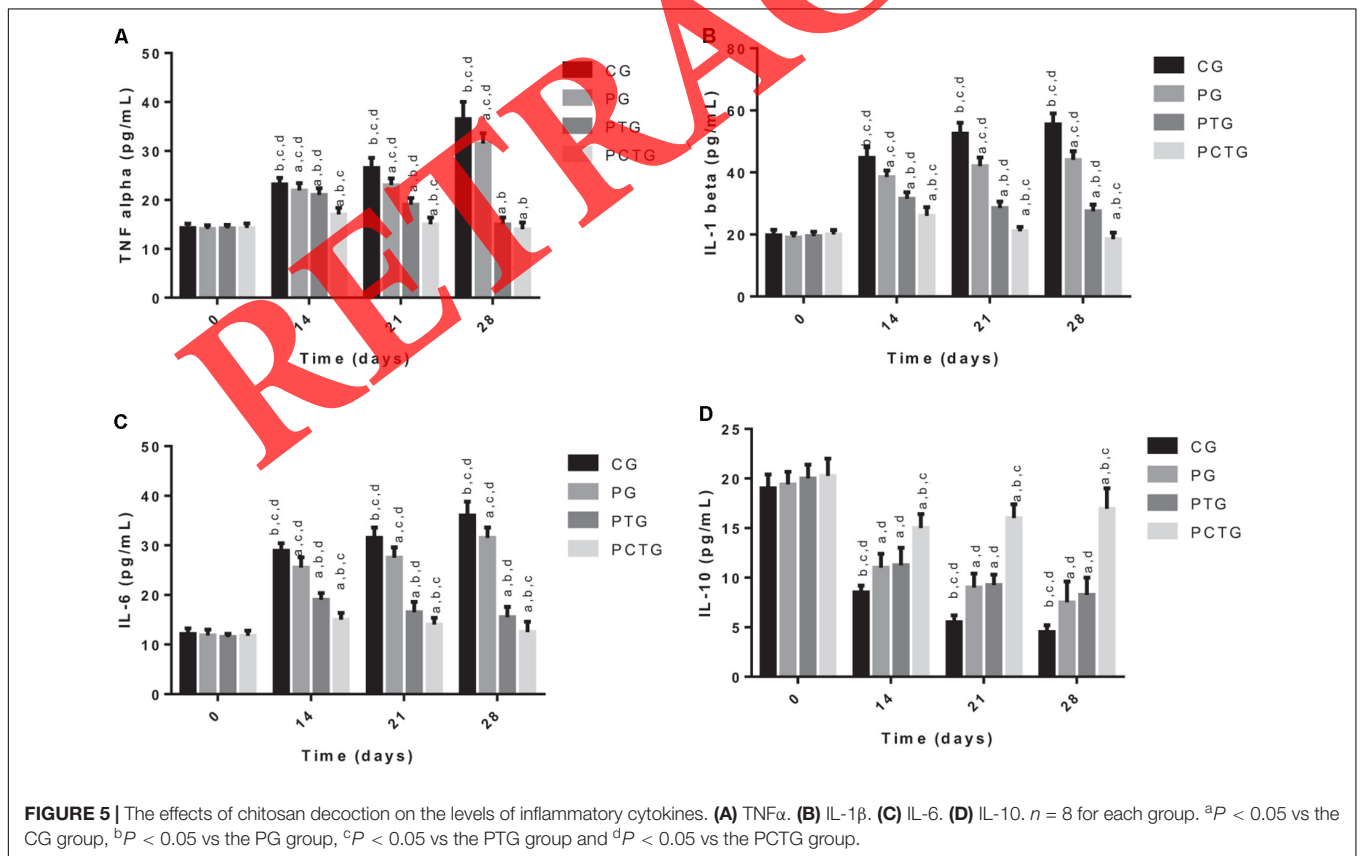 A
TNF alpha (pg/mL)
50
40
30
20
10
0
b,c,d
a,c,d
a,b,d
a,b,c
b,c,d
a,c,d
a,b,d
a,b,c
b,c,d
a,c,d
a,b
a,b
0
14
21
28
Time (days)
CG
PG
PTG
PCTG
B
IL-1 beta (pg/mL)
80
60
40
20
0
b,c,d
a,c,d
a,b,d
a,b,c
b,c,d
a,c,d
a,b,d
a,b,c
b,c,d
a,c,d
a,b,d
a,b,c
0
14
21
28
Time (days)
CG
PG
PTG
PCTG
C
IL-6 (pg/mL)
50
40
30
20
10
0
b,c,d
a,c,d
a,b,d
a,b,c
b,c,d
a,c,d
a,b,d
a,b,c
b,c,d
a,c,d
a,b,d
a,b,c
0
14
21
28
Time (days)
CG
PG
PTG
PCTG
D
IL-10 (pg/mL)
25
20
15
10
5
0
b,c,d
a,d
a,d
a,b,c
b,c,d
a,d
a,d
a,b,c
b,c,d
a,d
a,d
a,b,c
0
14
21
28
Time (days)
CG
PG
PTG
PCTG
RETRAC
FIGURE 5 | The effects of chitosan decoction on the levels of inflammatory cytokines. (A) TNFα. (B) IL-1β. (C) IL-6. (D) IL-10. n = 8 for each group. ᵃP < 0.05 vs the
CG group, ᵇP < 0.05 vs the PG group, ᶜP < 0.05 vs the PTG group and ᵈP < 0.05 vs the PCTG group.